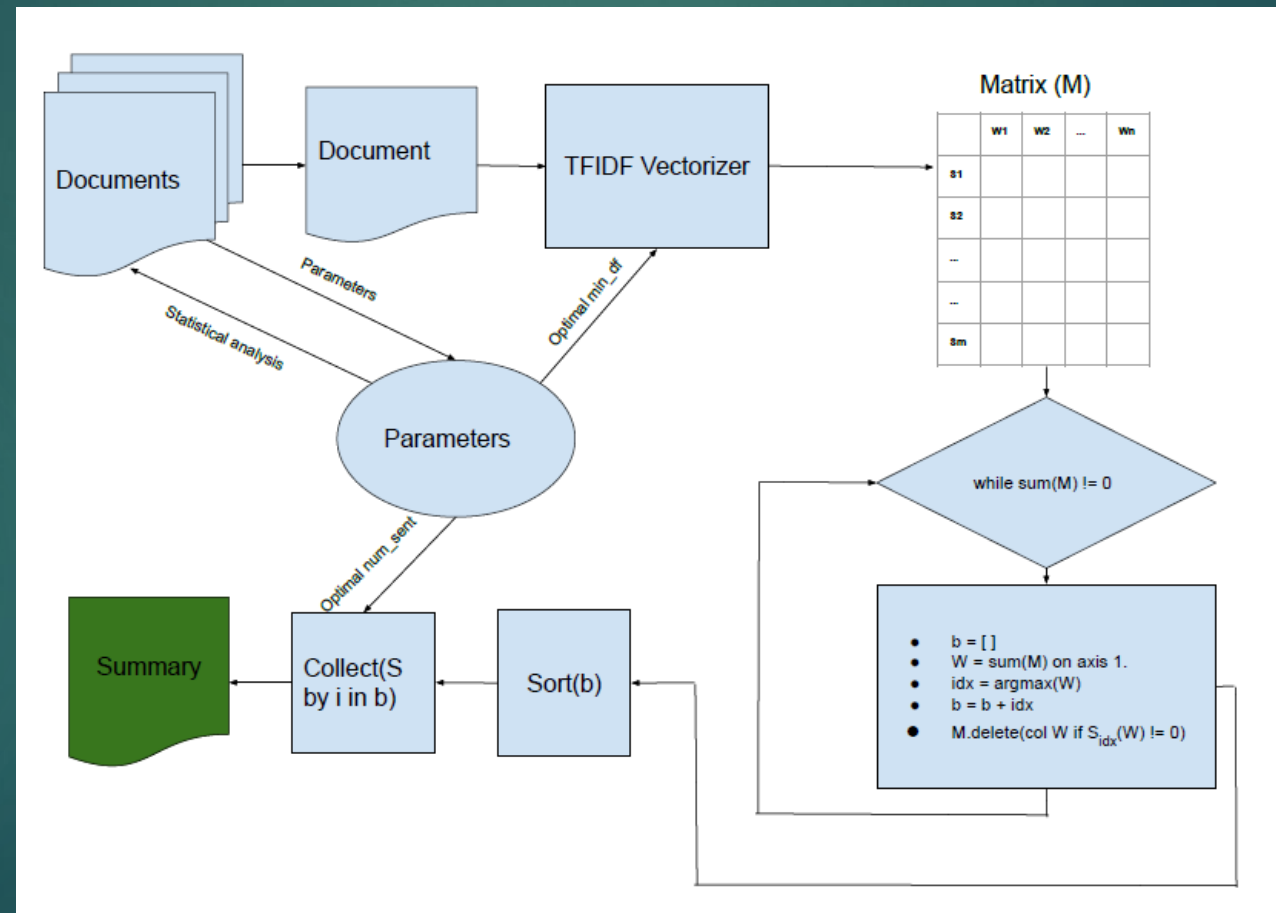 Documents
Document
TFIDF Vectorizer
Matrix (M)
W1 W2 ... Wn
S1
S2
...
...
Sm
Parameters
Statistical analysis
Optimal min_df
Parameters
while sum(M) != 0
Optimal num_sent
Summary
Collect(S
by i in b)
Sort(b)
● b = [ ]
● W = sum(M) on axis 1.
● idx = argmax(W)
● b = b + idx
● M.delete(col W if Sidx(W) != 0)